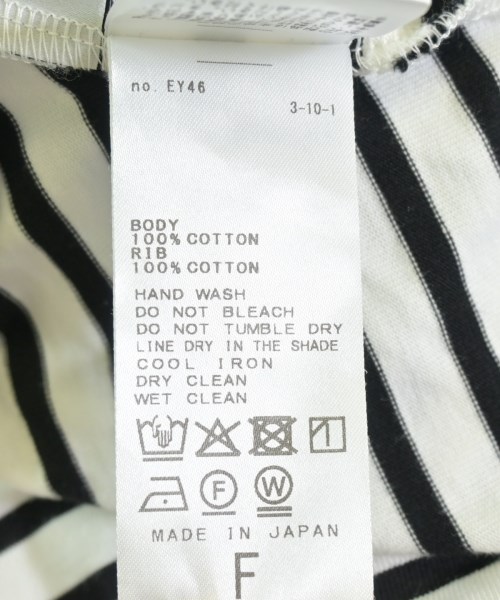 no. EY46
3-10-1
BODY
100% COTTON
RIB
100% COTTON
HAND WASH
DO NOT BLEACH
DO NOT TUMBLE DRY
LINE DRY IN THE SHADE
COOL IRON
DRY CLEAN
WET CLEAN
F W
MADE IN JAPAN
F